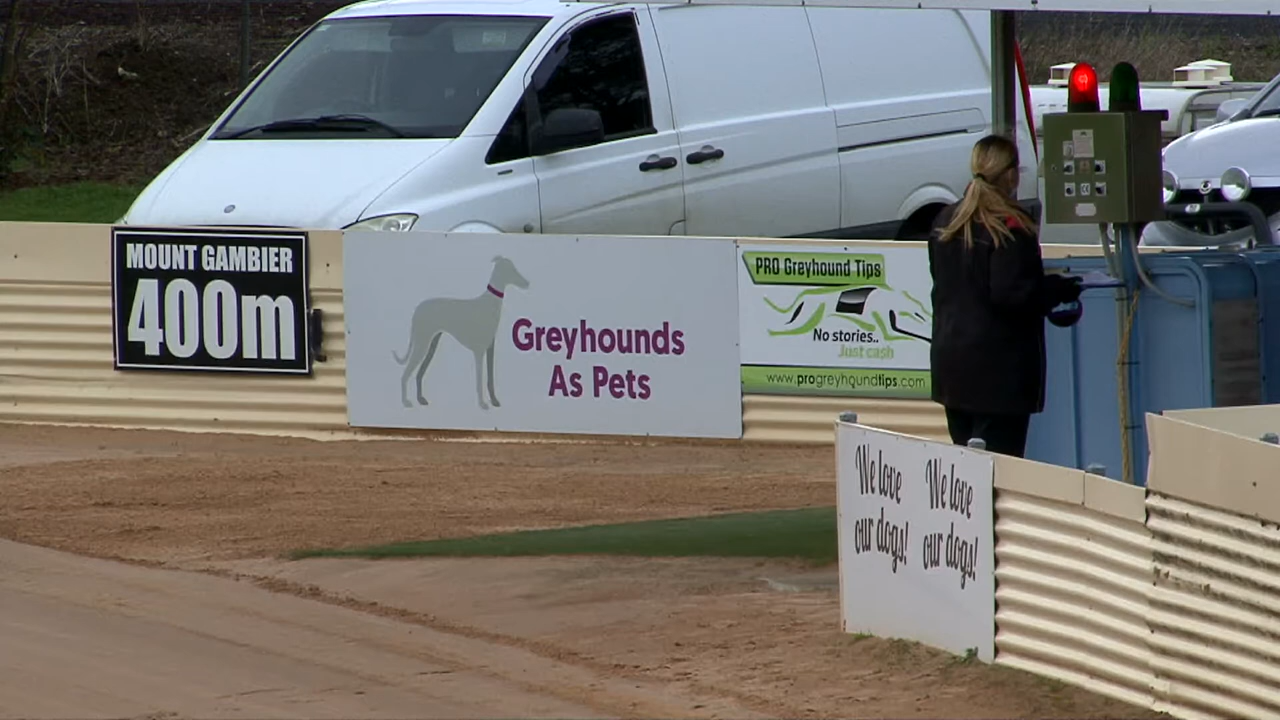 MOUNT GAMBIER
400m
Greyhounds
As Pets
PRO Greyhound Tips
No stories..
Just cash
www.progreyhoundtips.com
We love
our dogs!
We love
our dogs!